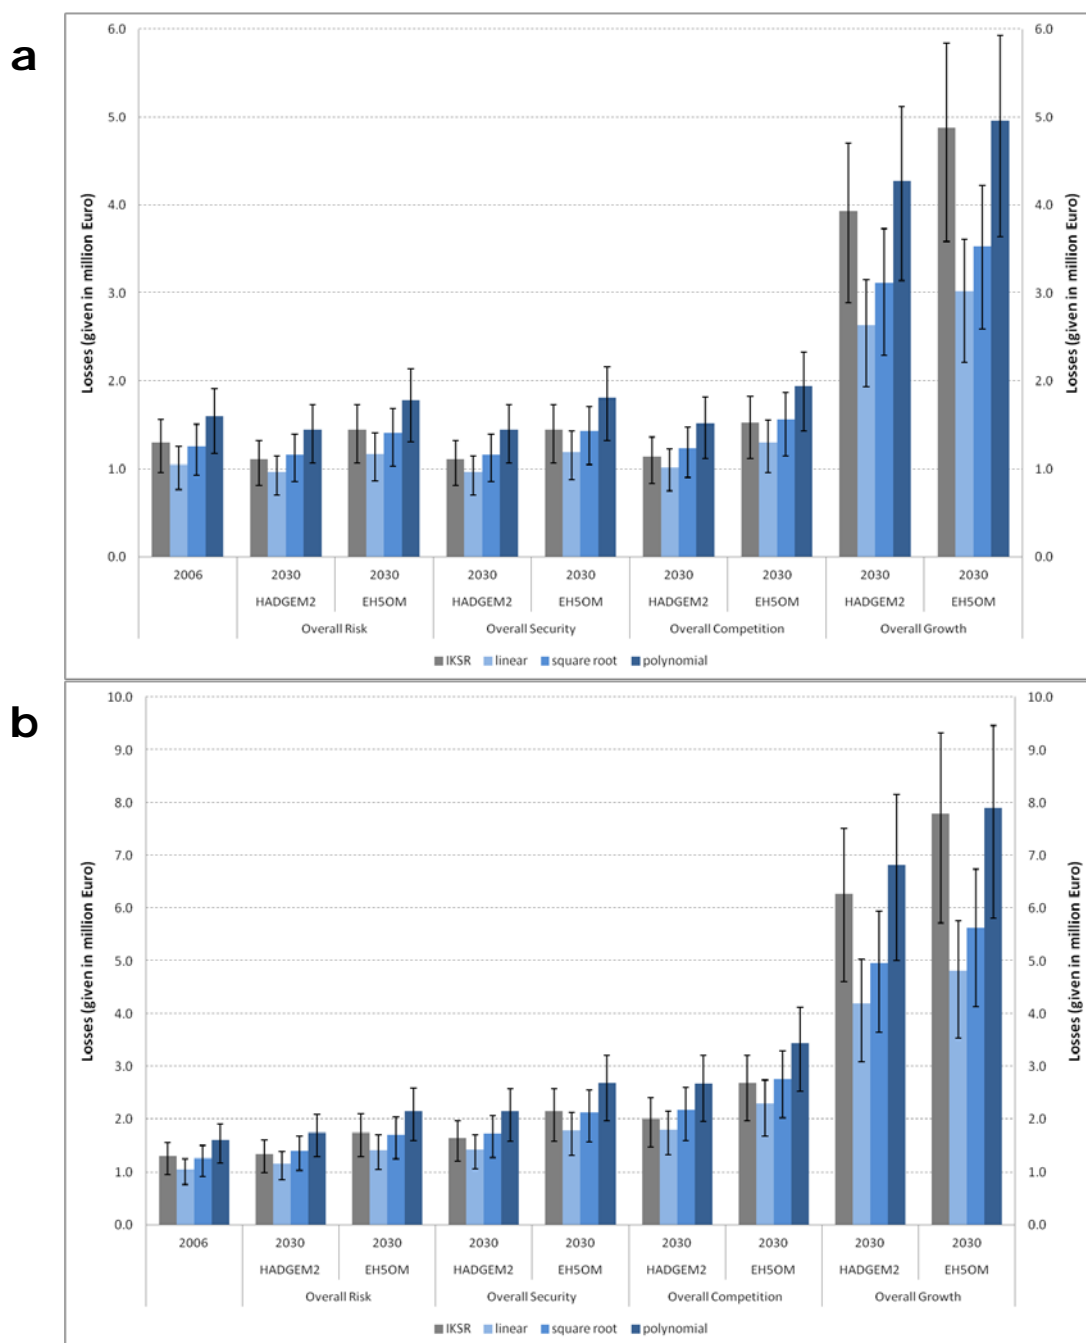 a
6.0 6.0
5.0 5.0
4.0 4.0
3.0 3.0
2.0 2.0
1.0 1.0
0.0 0.0
Losses (given in million Euro)
Losses (given in million Euro)
2006 2030 2030 2030 2030 2030 2030 2030 2030
HADGEM2 EH5OM HADGEM2 EH5OM HADGEM2 EH5OM HADGEM2 EH5OM
Overall Risk Overall Security Overall Competition Overall Growth
IKSR linear square root polynomial
b
10.0 10.0
9.0 9.0
8.0 8.0
7.0 7.0
6.0 6.0
5.0 5.0
4.0 4.0
3.0 3.0
2.0 2.0
1.0 1.0
0.0 0.0
Losses (given in million Euro)
Losses (given in million Euro)
2006 2030 2030 2030 2030 2030 2030 2030 2030
HADGEM2 EH5OM HADGEM2 EH5OM HADGEM2 EH5OM HADGEM2 EH5OM
Overall Risk Overall Security Overall Competition Overall Growth
IKSR linear square root polynomial